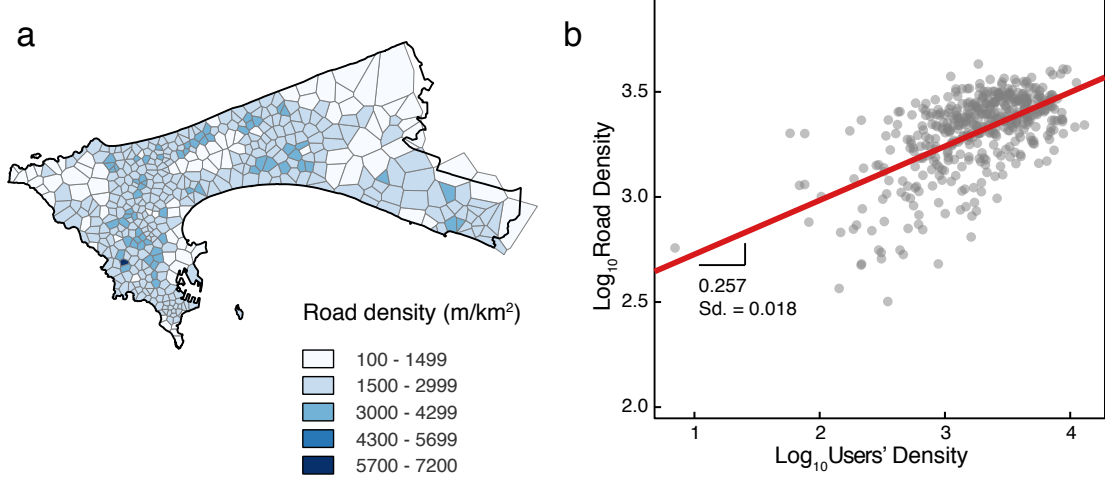 a
Road density (m/km²)
100 - 1499
1500 - 2999
3000 - 4299
4300 - 5699
5700 - 7200
b
Log₁₀Road Density
3.5
3.0
2.5
2.0
0.257
Sd. = 0.018
1 2 3 4
Log₁₀Users’ Density